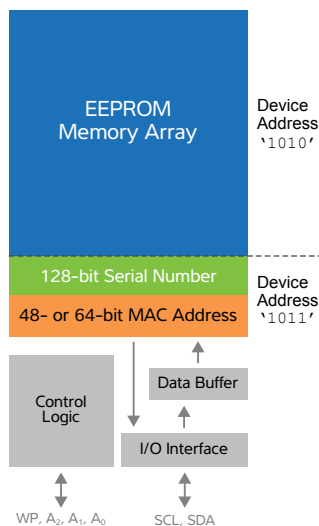 EEPROM
Memory Array
Device
Address
‘1010’
128-bit Serial Number
48- or 64-bit MAC Address
Device
Address
‘1011’
Control
Logic
Data Buffer
I/O Interface
WP, A₂, A₁, A₀
SCL, SDA